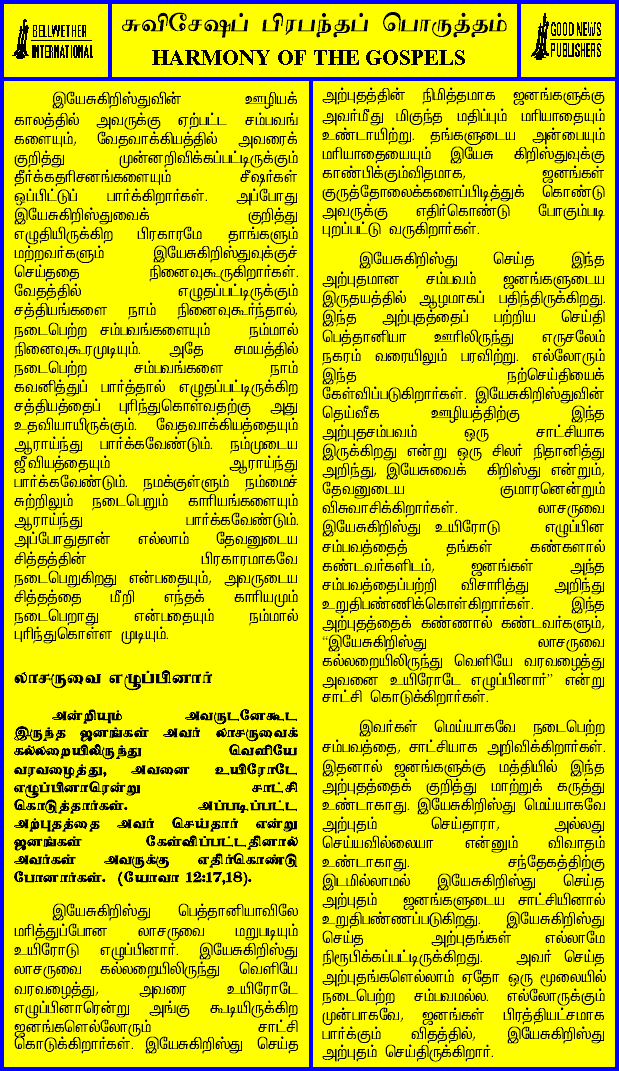 BELLWETHER
INTERNATIONAL
சுவிசேஷப் பிரபந்தப் பொருத்தம்
HARMONY OF THE GOSPELS
GOOD NEWS
PUBLISHERS
இயேசுகிறிஸ்துவின் ஊழியக்
காலத்தில் அவருக்கு ஏற்பட்ட சம்பவங்
களையும், வேதவாக்கியத்தில் அவரைக்
குறித்து முன்னறிவிக்கப்பட்டிருக்கும்
தீர்க்கதரிசனங்களையும் சீஷர்கள்
ஒப்பிட்டுப் பார்க்கிறார்கள். அப்போது
இயேசுகிறிஸ்துவைக் குறித்து
எழுதியிருக்கிற பிரகாரமே தாங்களும்
மற்றவர்களும் இயேசுகிறிஸ்துவுக்குச்
செய்ததை நினைவுகூருகிறார்கள்.
வேதத்தில் எழுதப்பட்டிருக்கும்
சத்தியங்களை நாம் நினைவுகூர்ந்தால்,
நடைபெற்ற சம்பவங்களையும் நம்மால்
நினைவுகூரமுடியும். அதே சமயத்தில்
நடைபெற்ற சம்பவங்களை நாம்
கவனித்துப் பார்த்தால் எழுதப்பட்டிருக்கிற
சத்தியத்தைப் புரிந்துகொள்வதற்கு அது
உதவியாயிருக்கும். வேதவாக்கியத்தையும்
ஆராய்ந்து பார்க்கவேண்டும். நம்முடைய
ஜீவியத்தையும் ஆராய்ந்து
பார்க்கவேண்டும். நமக்குள்ளும் நம்மைச்
சுற்றிலும் நடைபெறும் காரியங்களையும்
ஆராய்ந்து பார்க்கவேண்டும்.
அப்போதுதான் எல்லாம் தேவனுடைய
சித்தத்தின் பிரகாரமாகவே
நடைபெறுகிறது என்பதையும், அவருடைய
சித்தத்தை மீறி எந்தக் காரியமும்
நடைபெறாது என்பதையும் நம்மால்
புரிந்துகொள்ள முடியும்.
லாசருவை எழுப்பினார்
அன்றியும் அவருடனேகூட
இருந்த ஜனங்கள் அவர் லாசருவைக்
கல்லறையிலிருந்து வெளியே
வரவழைத்து, அவனை உயிரோடே
எழுப்பினாரென்று சாட்சி
கொடுத்தார்கள். அப்படிப்பட்ட
அற்புதத்தை அவர் செய்தார் என்று
ஜனங்கள் கேள்விப்பட்டதினால்
அவர்கள் அவருக்கு எதிர்கொண்டு
போனார்கள். (யோவா 12:17,18).
இயேசுகிறிஸ்து பெத்தானியாவிலே
மரித்துப்போன லாசருவை மறுபடியும்
உயிரோடு எழுப்பினார். இயேசுகிறிஸ்து
லாசருவை கல்லறையிலிருந்து வெளியே
வரவழைத்து, அவரை உயிரோடே
எழுப்பினாரென்று அங்கு கூடியிருக்கிற
ஜனங்களெல்லோரும் சாட்சி
கொடுக்கிறார்கள். இயேசுகிறிஸ்து செய்த
அற்புதத்தின் நிமித்தமாக ஜனங்களுக்கு
அவர்மீது மிகுந்த மதிப்பும் மரியாதையும்
உண்டாயிற்று. தங்களுடைய அன்பையும்
மரியாதையையும் இயேசு கிறிஸ்துவுக்கு
காண்பிக்கும்விதமாக, ஜனங்கள்
குருத்தோலைக்களைப்பிடித்துக் கொண்டு
அவருக்கு எதிர்கொண்டு போகும்படி
புறப்பட்டு வருகிறார்கள்.
இயேசுகிறிஸ்து செய்த இந்த
அற்புதமான சம்பவம் ஜனங்களுடைய
இருதயத்தில் ஆழமாகப் பதிந்திருக்கிறது.
இந்த அற்புதத்தைப் பற்றிய செய்தி
பெத்தானியா ஊரிலிருந்து எருசலேம்
நகரம் வரையிலும் பரவிற்று. எல்லோரும்
இந்த நற்செய்தியைக்
கேள்விப்படுகிறார்கள். இயேசுகிறிஸ்துவின்
தெய்வீக ஊழியத்திற்கு இந்த
அற்புதசம்பவம் ஒரு சாட்சியாக
இருக்கிறது என்று ஒரு சிலர் நிதானித்து
அறிந்து, இயேசுவைக் கிறிஸ்து என்றும்,
தேவனுடைய குமாரனென்றும்
விசுவாசிக்கிறார்கள். லாசருவை
இயேசுகிறிஸ்து உயிரோடு எழுப்பின
சம்பவத்தைத் தங்கள் கண்களால்
கண்டவர்களிடம், ஜனங்கள் அந்த
சம்பவத்தைப்பற்றி விசாரித்து அறிந்து
உறுதிபண்ணிக்கொள்கிறார்கள். இந்த
அற்புதத்தைக் கண்ணால் கண்டவர்களும்,
“இயேசுகிறிஸ்து லாசருவை
கல்லறையிலிருந்து வெளியே வரவழைத்து
அவனை உயிரோடே எழுப்பினார்” என்று
சாட்சி கொடுக்கிறார்கள்.
இவர்கள் மெய்யாகவே நடைபெற்ற
சம்பவத்தை, சாட்சியாக அறிவிக்கிறார்கள்.
இதனால் ஜனங்களுக்கு மத்தியில் இந்த
அற்புதத்தைக் குறித்து மாற்றுக் கருத்து
உண்டாகாது. இயேசுகிறிஸ்து மெய்யாகவே
அற்புதம் செய்தாரா, அல்லது
செய்யவில்லையா என்னும் விவாதம்
உண்டாகாது. சந்தேகத்திற்கு
இடமில்லாமல் இயேசுகிறிஸ்து செய்த
அற்புதம் ஜனங்களுடைய சாட்சியினால்
உறுதிபண்ணப்படுகிறது. இயேசுகிறிஸ்து
செய்த அற்புதங்கள் எல்லாமே
நிரூபிக்கப்பட்டிருக்கிறது. அவர் செய்த
அற்புதங்களெல்லாம் ஏதோ ஒரு மூலையில்
நடைபெற்ற சம்பவமல்ல. எல்லோருக்கும்
முன்பாகவே, ஜனங்கள் பிரத்தியட்சமாக
பார்க்கும் விதத்தில், இயேசுகிறிஸ்து
அற்புதம் செய்திருக்கிறார்.